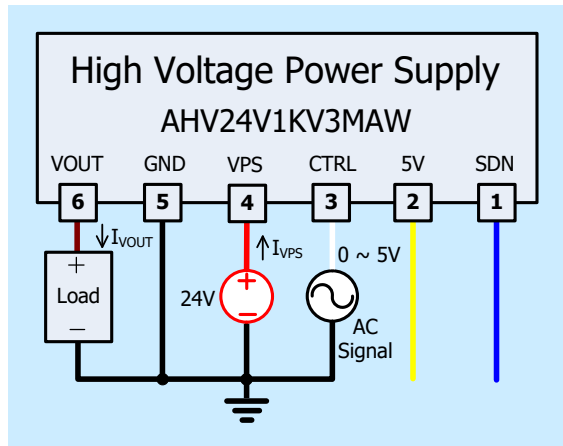 High Voltage Power Supply
AHV24V1KV3MAW
VOUT GND VPS CTRL 5V SDN
6 5 4 3 2 1
↓IVOUT ↑IVPS 0 ~ 5V
+ +
Load 24V
− −
AC
Signal